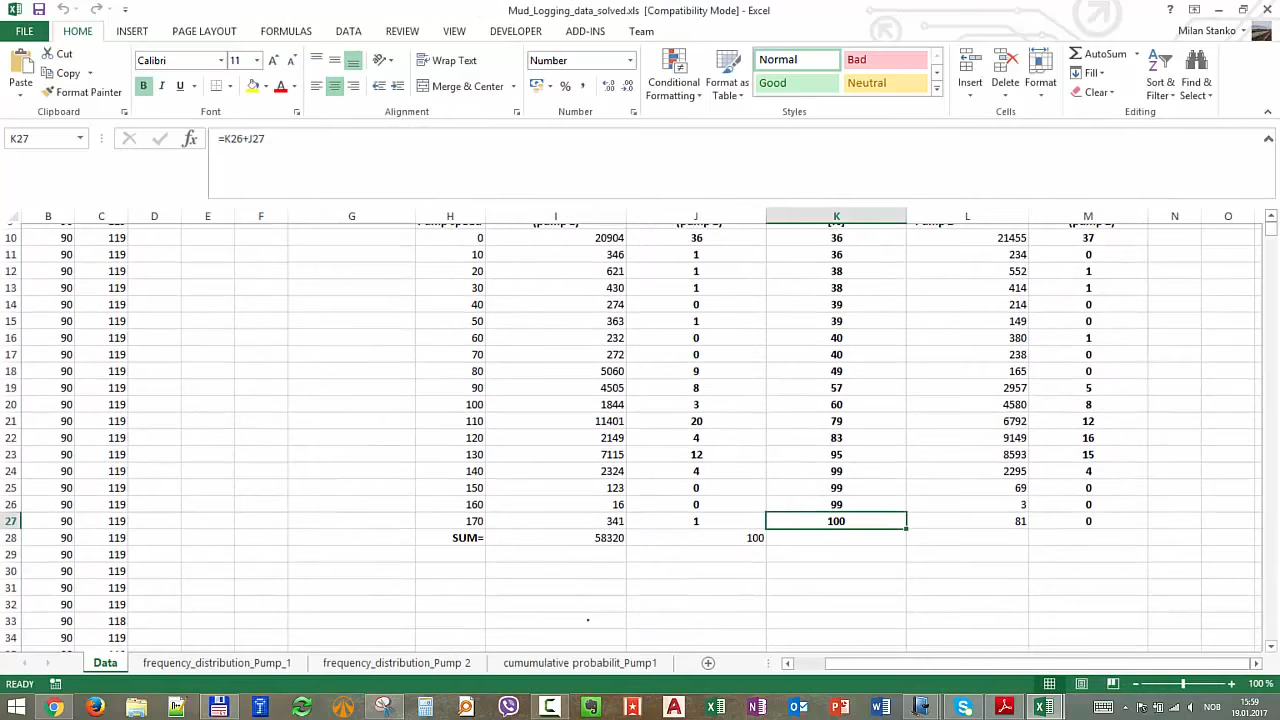 Mud_Logging_data_solved.xls [Compatibility Mode] - Excel
FILE HOME INSERT PAGE LAYOUT FORMULAS DATA REVIEW VIEW DEVELOPER ADD-INS Team Milan Stanko
Cut
Copy
Format Painter
Paste
Calibri 11
B I U
Wrap Text
Merge & Center
Number
Conditional Formatting
Format as Table
Normal Bad
Good Neutral
Insert Delete Format
AutoSum
Fill
Clear
Sort & Filter
Find & Select
Clipboard Font Alignment Number Styles Cells Editing
K27 fx =K26+J27
B C D E F G H I J K L M N O
10 90 119 0 20904 36 36 21455 37
11 90 119 10 346 1 36 234 0
12 90 119 20 621 1 38 552 1
13 90 119 30 430 1 38 414 1
14 90 119 40 274 0 39 214 0
15 90 119 50 363 1 39 149 0
16 90 119 60 232 0 40 380 1
17 90 119 70 272 0 40 238 0
18 90 119 80 5060 9 49 165 0
19 90 119 90 4505 8 57 2957 5
20 90 119 100 1844 3 60 4580 8
21 90 119 110 11401 20 79 6792 12
22 90 119 120 2149 4 83 9149 16
23 90 119 130 7115 12 95 8593 15
24 90 119 140 2324 4 99 2295 4
25 90 119 150 123 0 99 69 0
26 90 119 160 16 0 99 3 0
27 90 119 170 341 1 100 81 0
28 90 119 SUM= 58320 100
29 90 119
30 90 119
31 90 119
32 90 119
33 90 118
34 90 119
Data frequency_distribution_Pump_1 frequency_distribution_Pump 2 cumumulative probabilit_Pump1
READY 100 %
NOB 15:59
19.01.2017